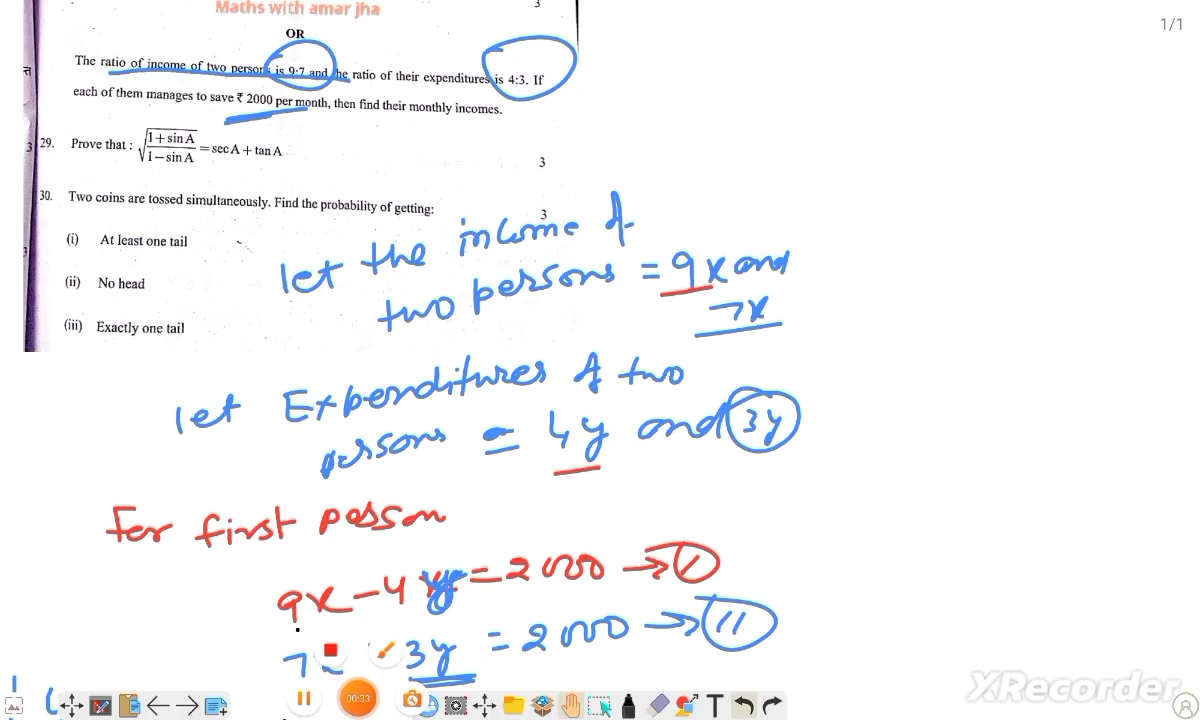 Maths with amar jha
3
1/1
OR
The ratio of income of two persons is 9:7 and the ratio of their expenditures is 4:3. If
each of them manages to save ₹ 2000 per month, then find their monthly incomes.
29. Prove that : √(1+sin A / 1−sin A) = sec A + tan A
3
30. Two coins are tossed simultaneously. Find the probability of getting:
3
(i) At least one tail
(ii) No head
(iii) Exactly one tail
let the income of
two persons = 9x and
7x
let Expenditures of two
persons = 4y and 3y
For first person
9x − 4y = 2000 → I
3y = 2000 → II
00:33
XRecorder